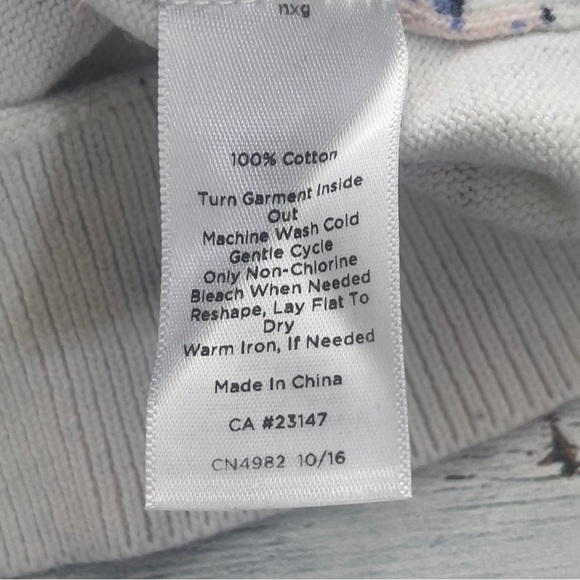 nxg
100% Cotton
Turn Garment Inside
Out
Machine Wash Cold
Gentle Cycle
Only Non-Chlorine
Bleach When Needed
Reshape, Lay Flat To
Dry
Warm Iron, If Needed
Made In China
CA #23147
CN4982 10/16